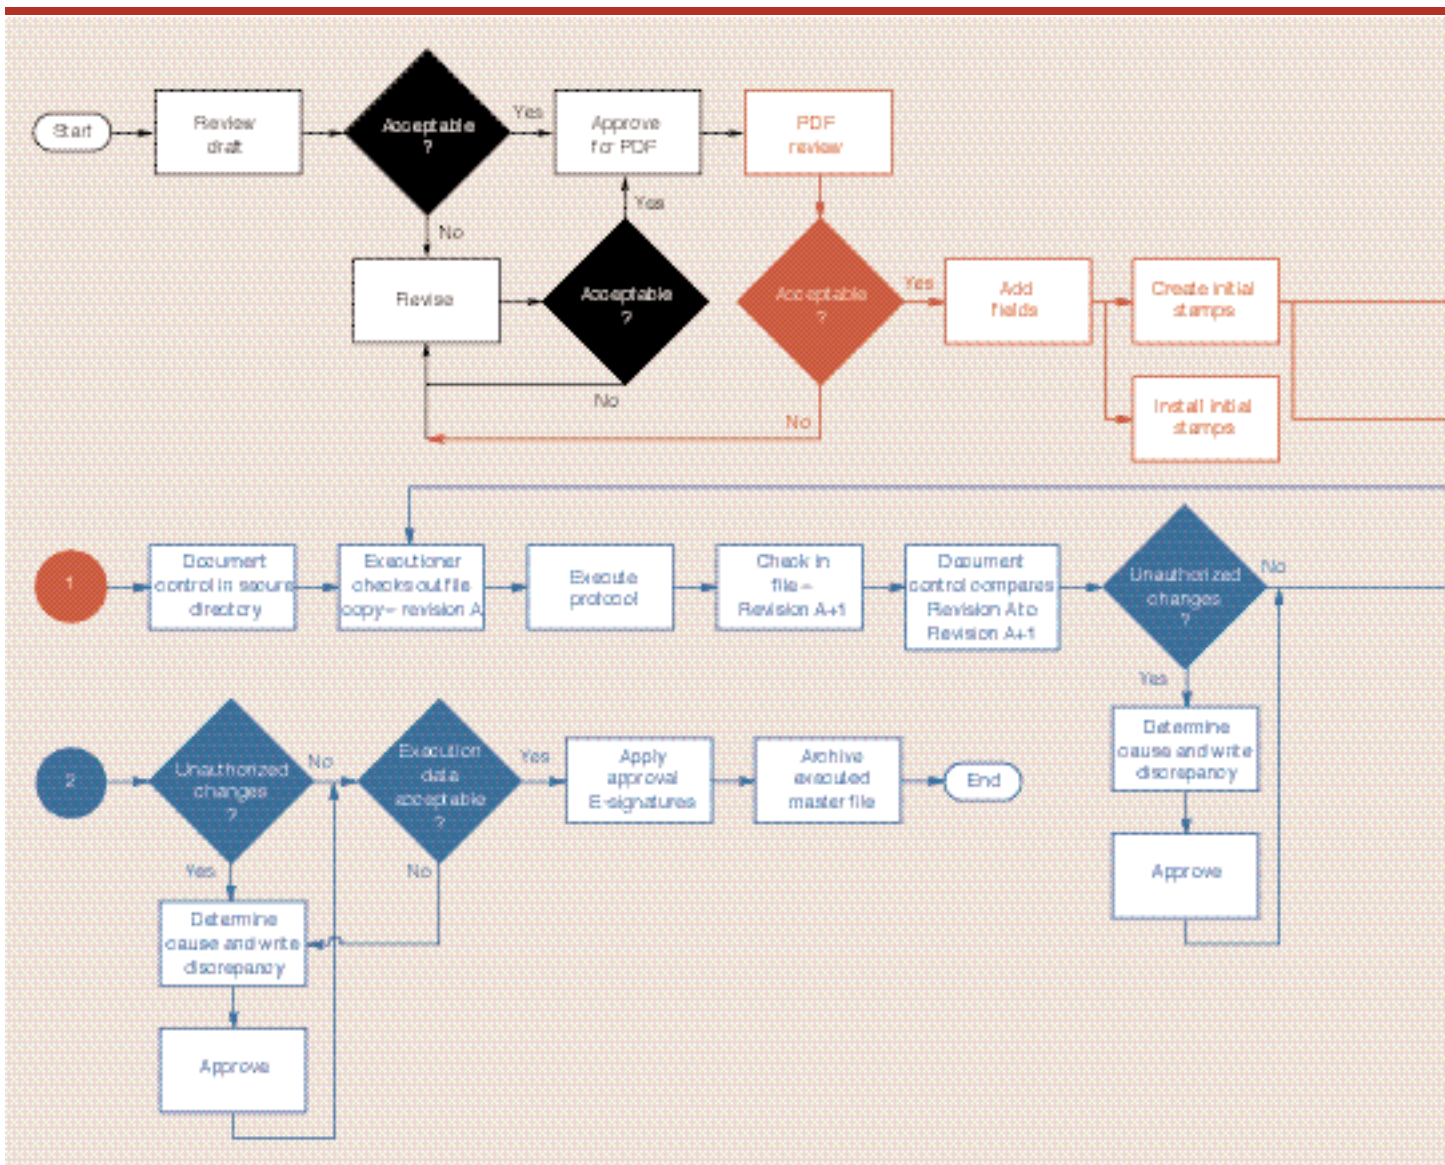 Start
Review
draft
Acceptable
?
Yes
Approve
for PDF
PDF
review
No
Yes
Revise
Acceptable
?
Acceptable
?
Yes
Add
fields
Create initial
stamps
No
No
Install initial
stamps
1
Document
control in secure
directory
Executioner
checks out file
copy– revision A
Execute
protocol
Check in
file –
Revision A+1
Document
control compares
Revision A to
Revision A+1
Unauthorized
changes
?
No
Yes
Determine
cause and write
discrepancy
Approve
2
Unauthorized
changes
?
No
Execution
data
acceptable
?
Yes
Apply
approval
E-signatures
Archive
executed
master file
End
Yes
No
Determine
cause and write
discrepancy
Approve